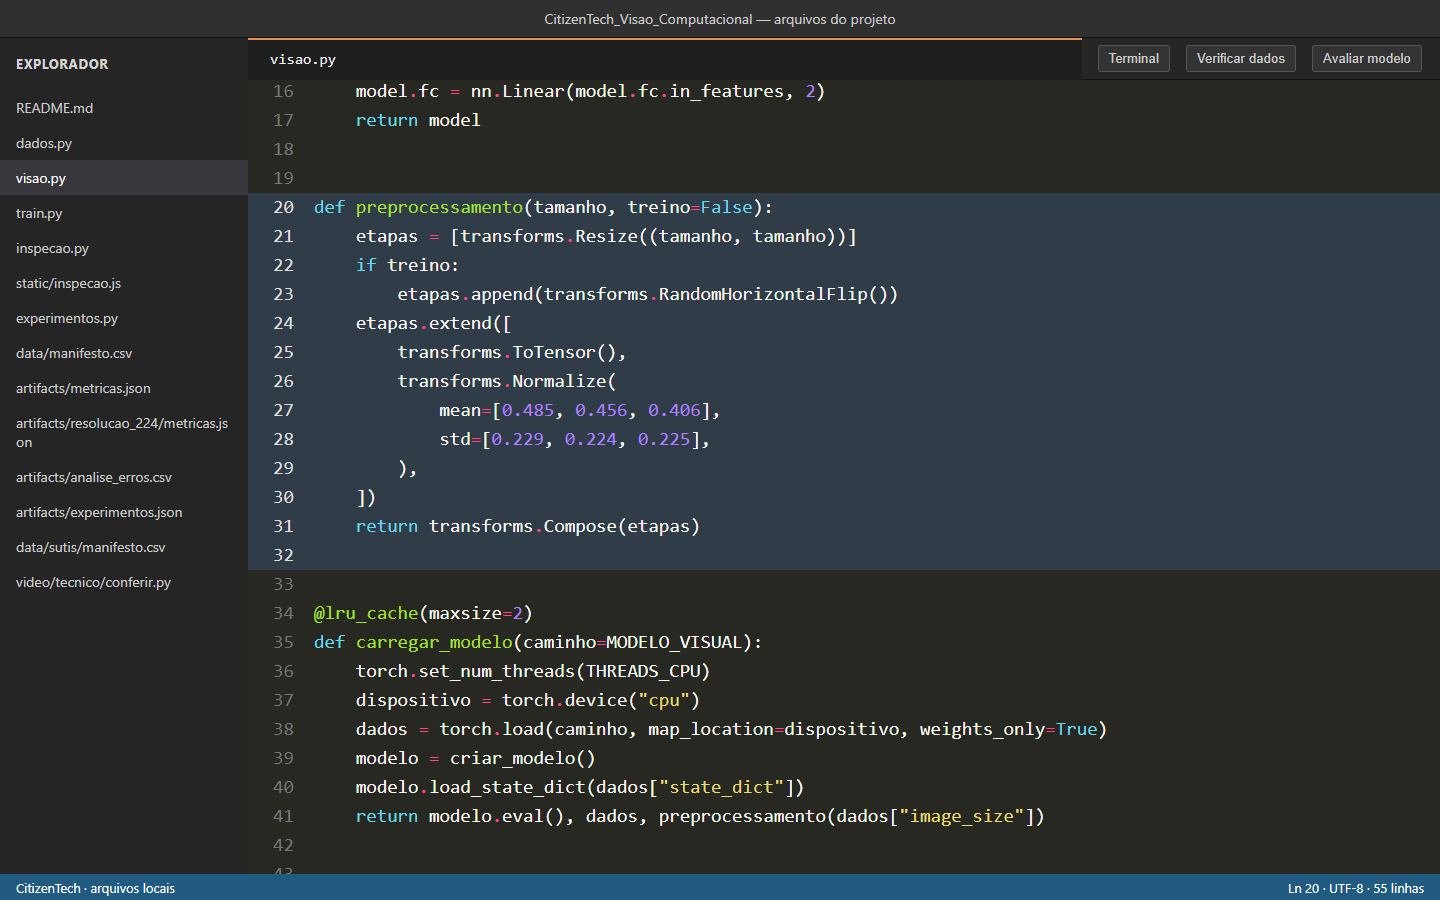 CitizenTech_Visao_Computacional — arquivos do projeto
EXPLORADOR
README.md
dados.py
visao.py
train.py
inspecao.py
static/inspecao.js
experimentos.py
data/manifesto.csv
artifacts/metricas.json
artifacts/resolucao_224/metricas.js
on
artifacts/analise_erros.csv
artifacts/experimentos.json
data/sutis/manifesto.csv
video/tecnico/conferir.py
visao.py
Terminal
Verificar dados
Avaliar modelo
16     model.fc = nn.Linear(model.fc.in_features, 2)
17     return model
18
19
20 def preprocessamento(tamanho, treino=False):
21     etapas = [transforms.Resize((tamanho, tamanho))]
22     if treino:
23         etapas.append(transforms.RandomHorizontalFlip())
24     etapas.extend([
25         transforms.ToTensor(),
26         transforms.Normalize(
27             mean=[0.485, 0.456, 0.406],
28             std=[0.229, 0.224, 0.225],
29         ),
30     ])
31     return transforms.Compose(etapas)
32
33
34 @lru_cache(maxsize=2)
35 def carregar_modelo(caminho=MODELO_VISUAL):
36     torch.set_num_threads(THREADS_CPU)
37     dispositivo = torch.device("cpu")
38     dados = torch.load(caminho, map_location=dispositivo, weights_only=True)
39     modelo = criar_modelo()
40     modelo.load_state_dict(dados["state_dict"])
41     return modelo.eval(), dados, preprocessamento(dados["image_size"])
42
43
CitizenTech · arquivos locais
Ln 20 · UTF-8 · 55 linhas